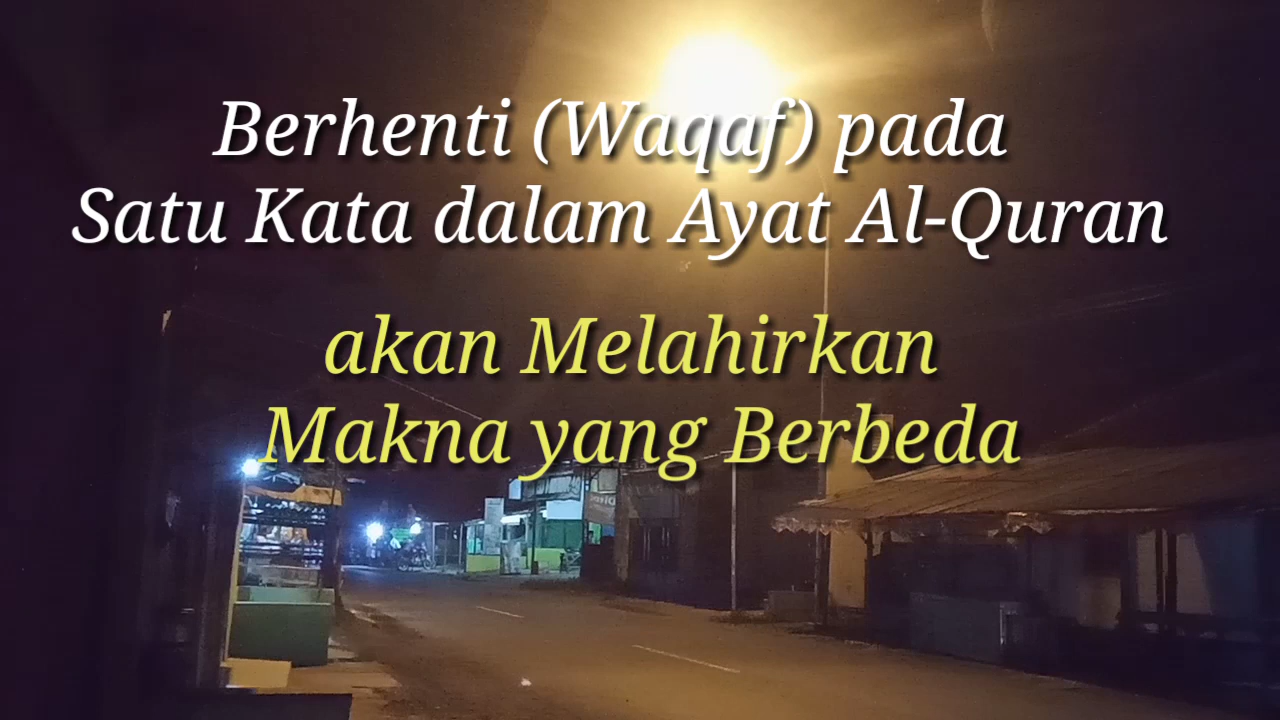 Berhenti (Waqaf) pada
Satu Kata dalam Ayat Al-Quran
akan Melahirkan
Makna yang Berbeda